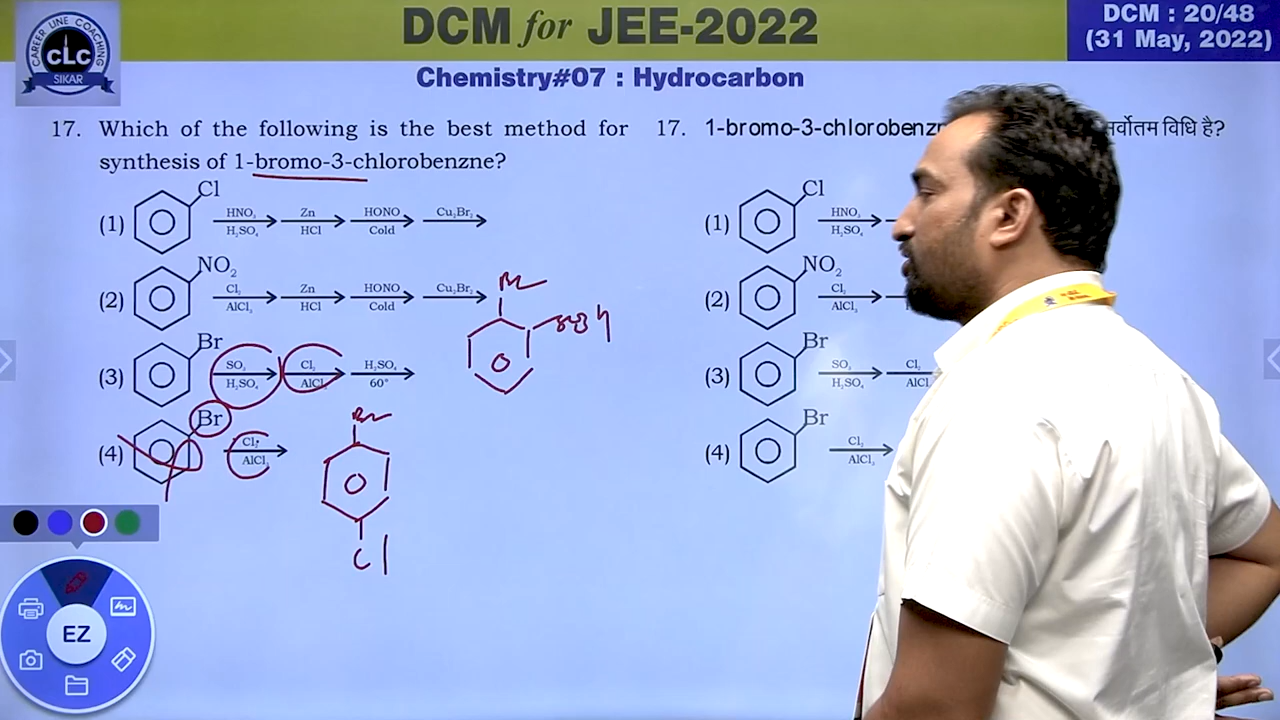 CAREER LINE COACHING
CLC
SIKAR
DCM for JEE-2022
DCM : 20/48
(31 May, 2022)
Chemistry#07 : Hydrocarbon
17. Which of the following is the best method for
synthesis of 1-bromo-3-chlorobenzne?
(1) Cl HNO₃ H₂SO₄ Zn HCl HONO Cold Cu₂Br₂
(2) NO₂ Cl₂ AlCl₃ Zn HCl HONO Cold Cu₂Br₂
(3) Br SO₃ H₂SO₄ Cl₂ AlCl₃ H₂SO₄ 60°
(4) Br Cl₂ AlCl₃
Br
SO3H
Br
Cl
17. 1-bromo-3-chlorobenz विधि है?
(1) Cl HNO₃ H₂SO₄
(2) NO₂ Cl₂ AlCl₃
(3) Br SO₃ H₂SO₄ Cl₂ AlCl
(4) Br Cl₂ AlCl₃
EZ